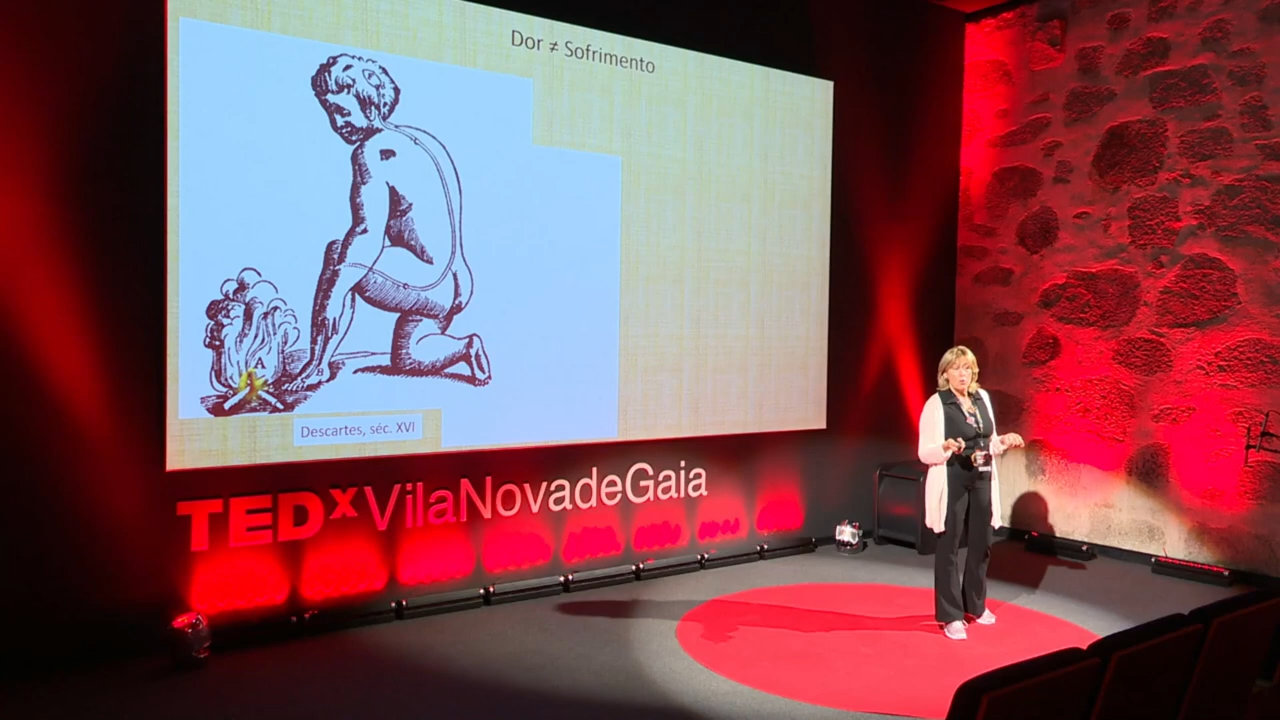 Dor ≠ Sofrimento
Descartes, séc. XVI
TEDxVilaNovadeGaia